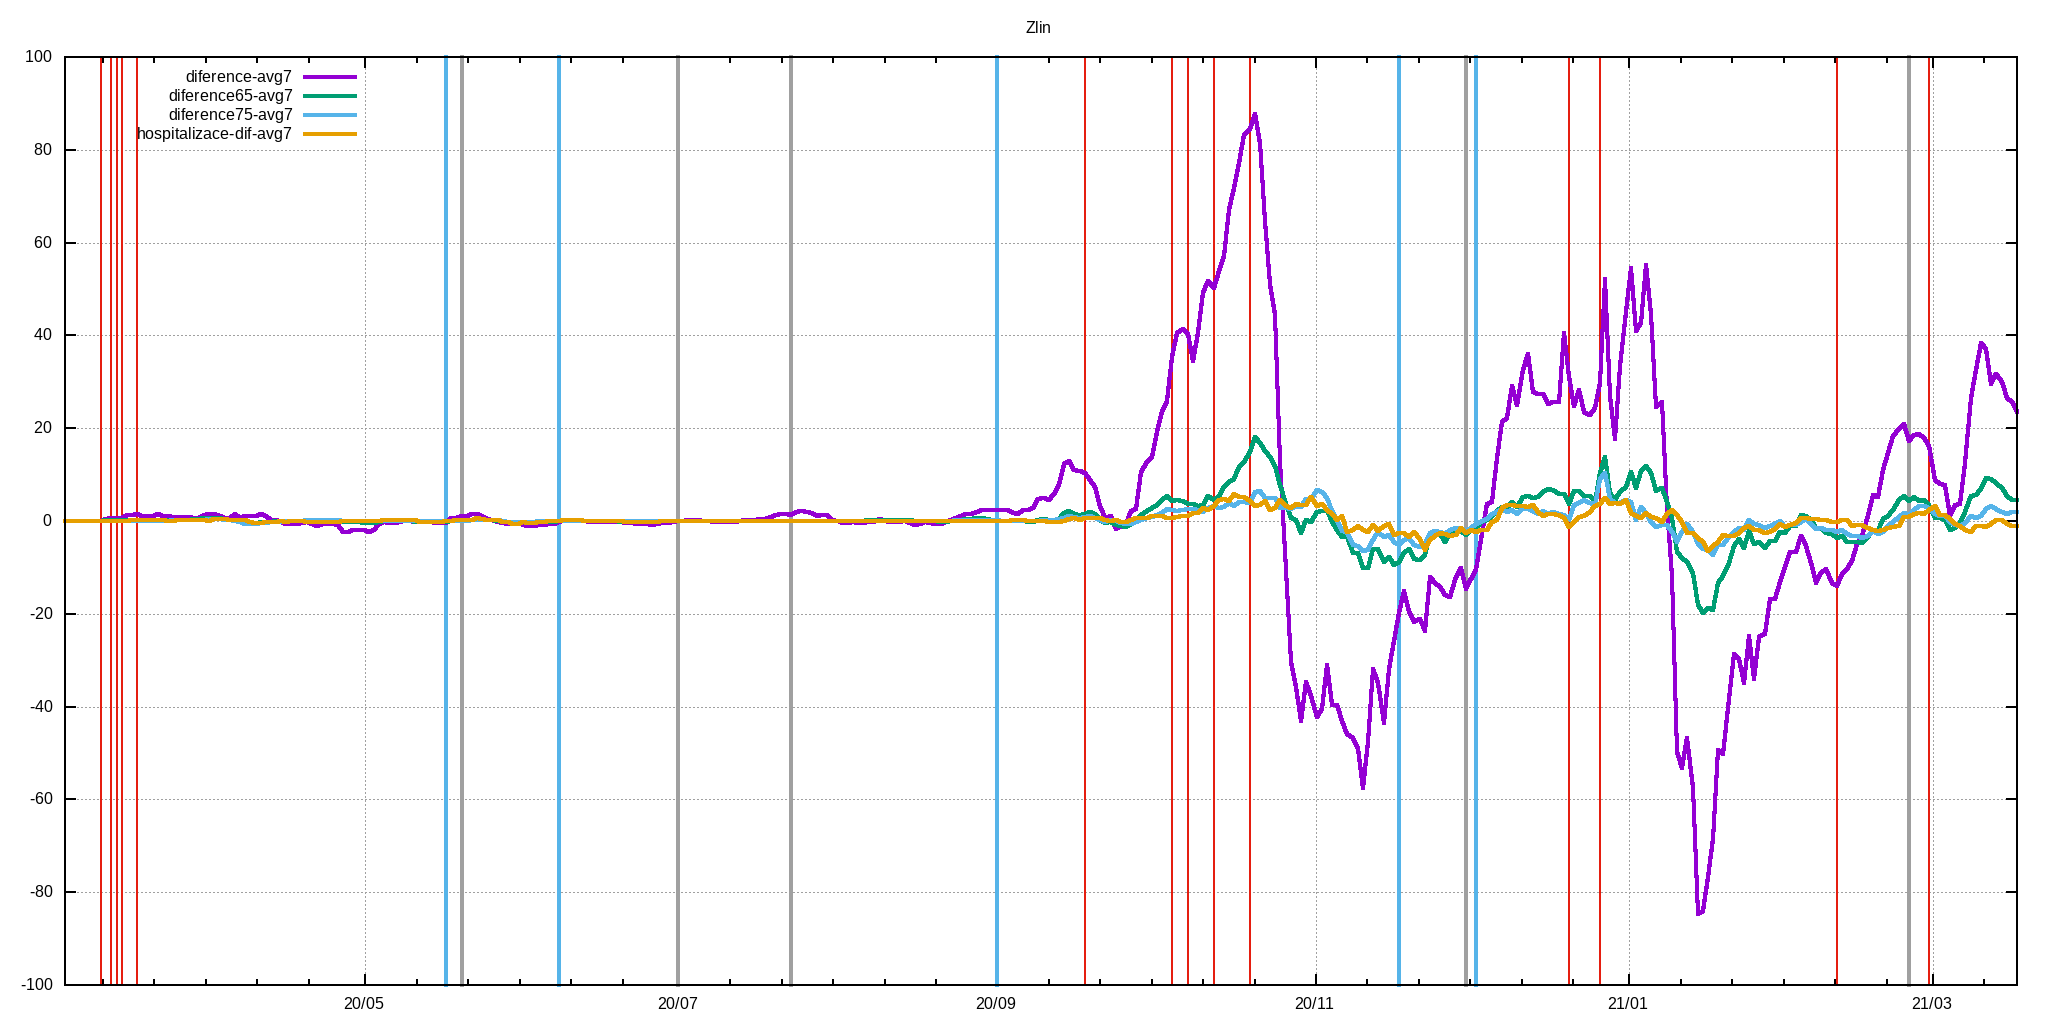 Zlin
diference-avg7
diference65-avg7
diference75-avg7
hospitalizace-dif-avg7
100
80
60
40
20
0
-20
-40
-60
-80
-100
20/05 20/07 20/09 20/11 21/01 21/03